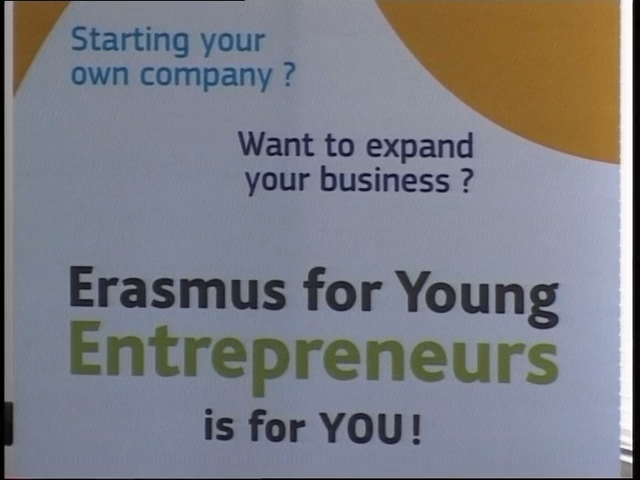 Starting your
own company ?
Want to expand
your business ?
Erasmus for Young
Entrepreneurs
is for YOU!